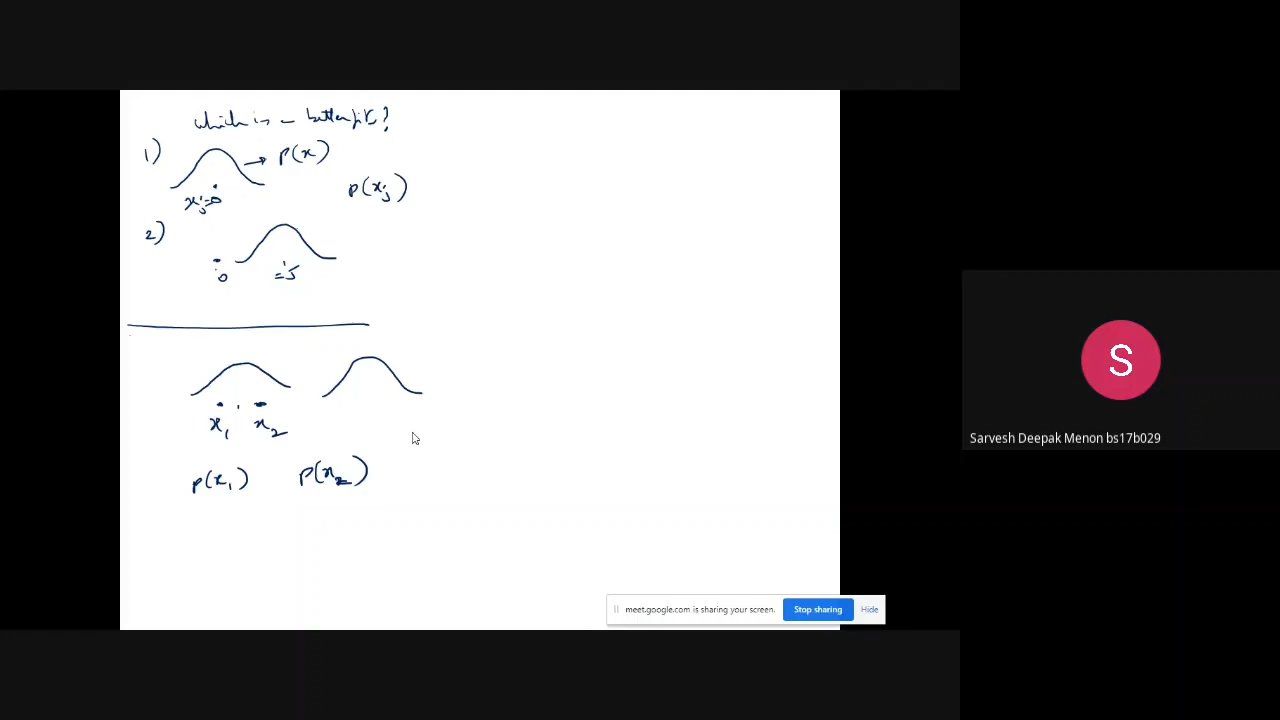 which is a better fit?
1)
→ p(x)
xⱼ=0
p(xⱼ)
2)
0 =5
x₁ x₂
p(x₁) p(x₂)
S
Sarvesh Deepak Menon bs17b029
meet.google.com is sharing your screen. Stop sharing Hide